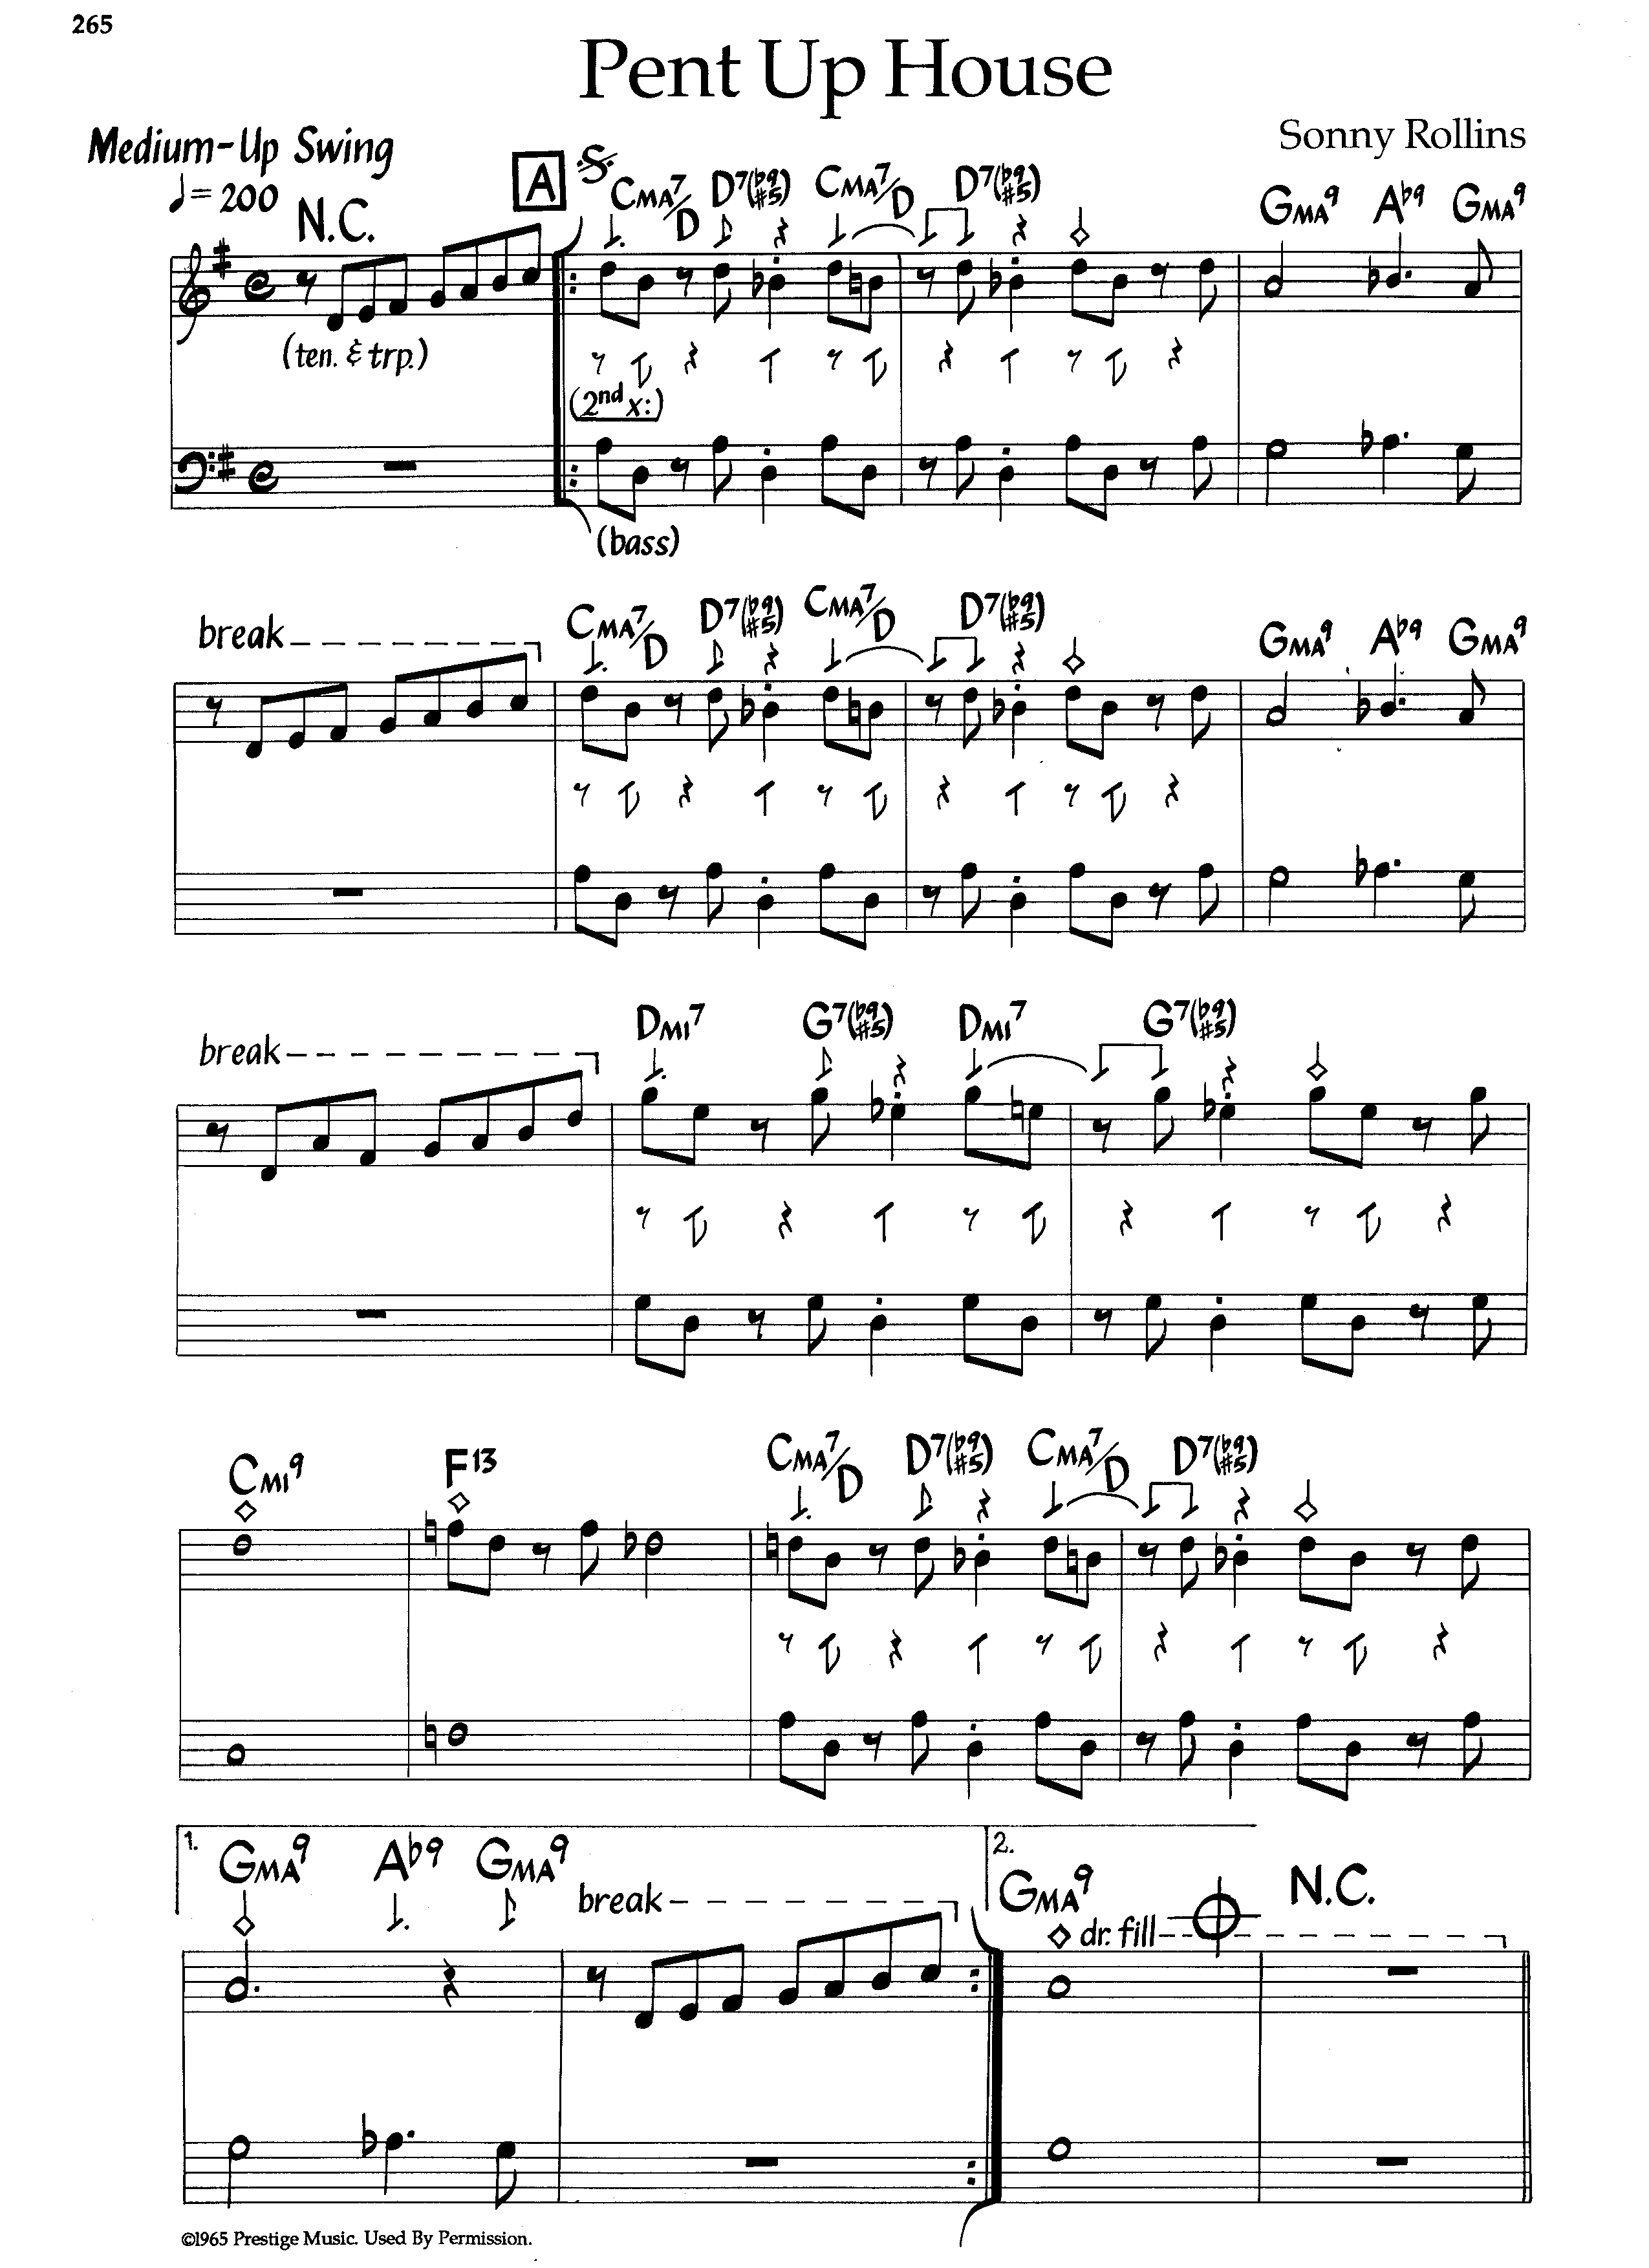 265
Pent Up House
Sonny Rollins
Medium-Up Swing
♩= 200
N.C.
A
CMA7/D D7(♭9 #5) CMA7/D D7(♭9 #5) GMA9 A♭9 GMA9
(ten. & trp.)
(2nd x:)
(bass)
break
CMA7/D D7(♭9 #5) CMA7/D D7(♭9 #5) GMA9 A♭9 GMA9
break
DMI7 G7(♭9 #5) DMI7 G7(♭9 #5)
CMI9 F13 CMA7/D D7(♭9 #5) CMA7/D D7(♭9 #5)
1. GMA9 A♭9 GMA9 break
2. GMA9 dr. fill N.C.
©1965 Prestige Music. Used By Permission.